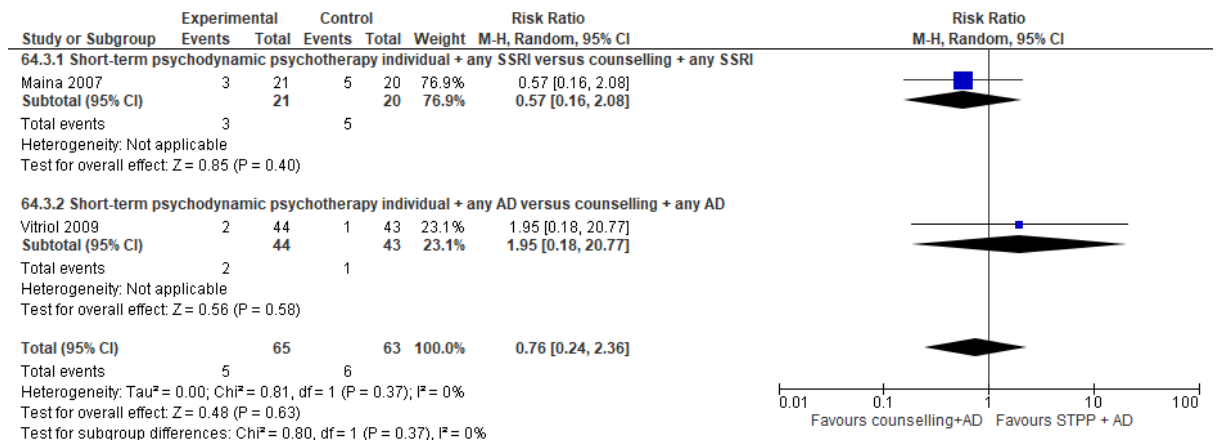 Experimental Control Risk Ratio Risk Ratio
Study or Subgroup Events Total Events Total Weight M-H, Random, 95% CI M-H, Random, 95% CI
64.3.1 Short-term psychodynamic psychotherapy individual + any SSRI versus counselling + any SSRI
Maina 2007 3 21 5 20 76.9% 0.57 [0.16, 2.08]
Subtotal (95% CI) 21 20 76.9% 0.57 [0.16, 2.08]
Total events 3 5
Heterogeneity: Not applicable
Test for overall effect: Z = 0.85 (P = 0.40)
64.3.2 Short-term psychodynamic psychotherapy individual + any AD versus counselling + any AD
Vitriol 2009 2 44 1 43 23.1% 1.95 [0.18, 20.77]
Subtotal (95% CI) 44 43 23.1% 1.95 [0.18, 20.77]
Total events 2 1
Heterogeneity: Not applicable
Test for overall effect: Z = 0.56 (P = 0.58)
Total (95% CI) 65 63 100.0% 0.76 [0.24, 2.36]
Total events 5 6
Heterogeneity: Tau² = 0.00; Chi² = 0.81, df = 1 (P = 0.37); I² = 0%
Test for overall effect: Z = 0.48 (P = 0.63)
Test for subgroup differences: Chi² = 0.80, df = 1 (P = 0.37), I² = 0%
0.01 0.1 1 10 100
Favours counselling+AD Favours STPP + AD